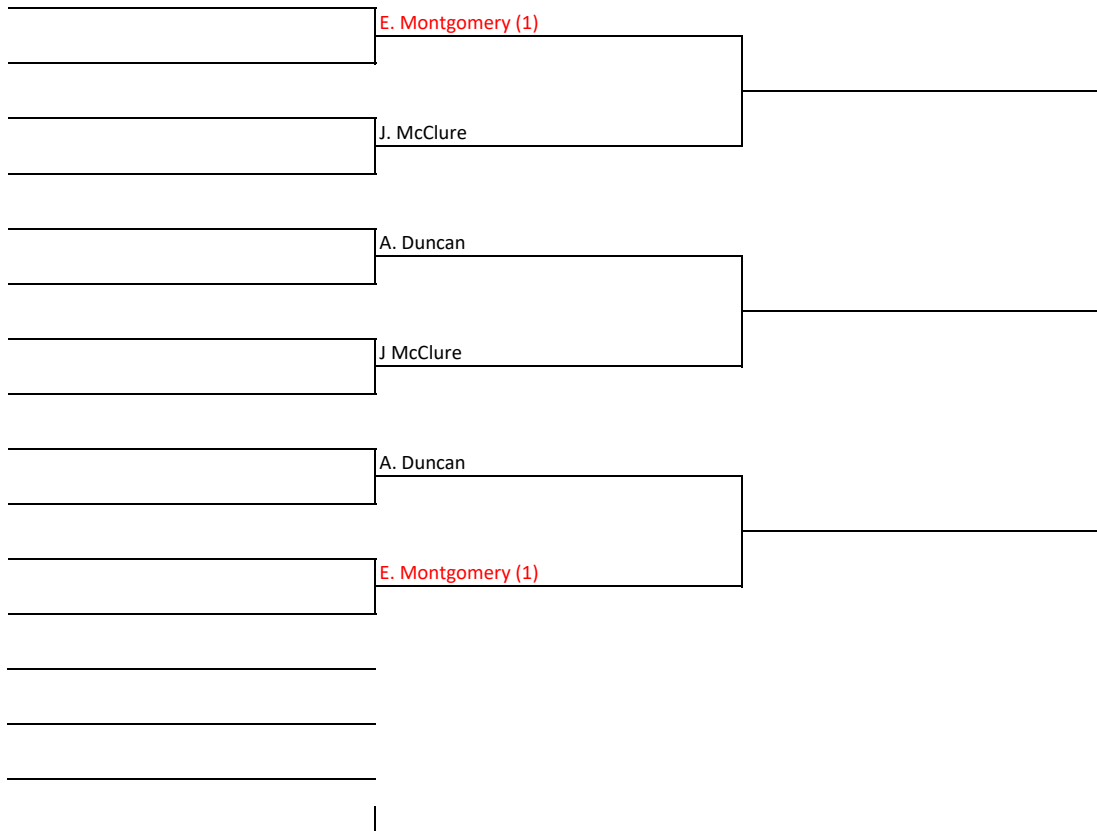 E. Montgomery (1)
J. McClure
A. Duncan
J McClure
A. Duncan
E. Montgomery (1)